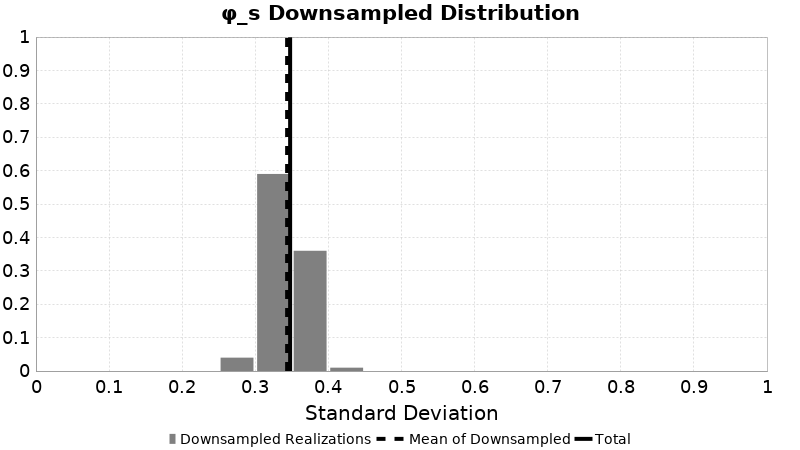 φ_s Downsampled Distribution
1
0.9
0.8
0.7
0.6
0.5
0.4
0.3
0.2
0.1
0
0 0.1 0.2 0.3 0.4 0.5 0.6 0.7 0.8 0.9 1
Standard Deviation
Downsampled Realizations Mean of Downsampled Total